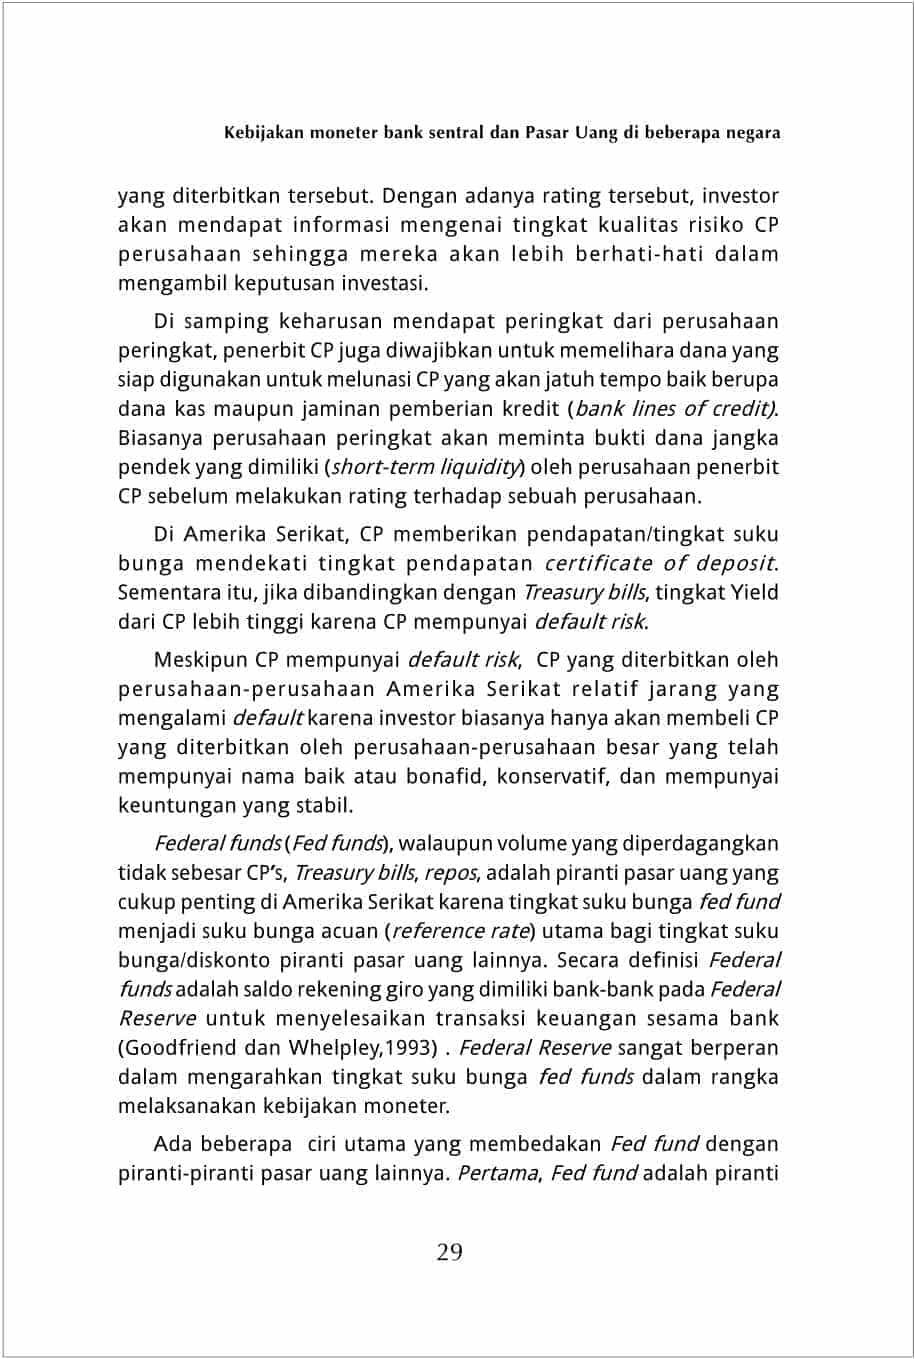 Kebijakan moneter bank sentral dan Pasar Uang di beberapa negara
yang diterbitkan tersebut. Dengan adanya rating tersebut, investor
akan mendapat informasi mengenai tingkat kualitas risiko CP
perusahaan sehingga mereka akan lebih berhati-hati dalam
mengambil keputusan investasi.
Di samping keharusan mendapat peringkat dari perusahaan
peringkat, penerbit CP juga diwajibkan untuk memelihara dana yang
siap digunakan untuk melunasi CP yang akan jatuh tempo baik berupa
dana kas maupun jaminan pemberian kredit (bank lines of credit).
Biasanya perusahaan peringkat akan meminta bukti dana jangka
pendek yang dimiliki (short-term liquidity) oleh perusahaan penerbit
CP sebelum melakukan rating terhadap sebuah perusahaan.
Di Amerika Serikat, CP memberikan pendapatan/tingkat suku
bunga mendekati tingkat pendapatan certificate of deposit.
Sementara itu, jika dibandingkan dengan Treasury bills, tingkat Yield
dari CP lebih tinggi karena CP mempunyai default risk.
Meskipun CP mempunyai default risk, CP yang diterbitkan oleh
perusahaan-perusahaan Amerika Serikat relatif jarang yang
mengalami default karena investor biasanya hanya akan membeli CP
yang diterbitkan oleh perusahaan-perusahaan besar yang telah
mempunyai nama baik atau bonafid, konservatif, dan mempunyai
keuntungan yang stabil.
Federal funds (Fed funds), walaupun volume yang diperdagangkan
tidak sebesar CP's, Treasury bills, repos, adalah piranti pasar uang yang
cukup penting di Amerika Serikat karena tingkat suku bunga fed fund
menjadi suku bunga acuan (reference rate) utama bagi tingkat suku
bunga/diskonto piranti pasar uang lainnya. Secara definisi Federal
funds adalah saldo rekening giro yang dimiliki bank-bank pada Federal
Reserve untuk menyelesaikan transaksi keuangan sesama bank
(Goodfriend dan Whelpley,1993) . Federal Reserve sangat berperan
dalam mengarahkan tingkat suku bunga fed funds dalam rangka
melaksanakan kebijakan moneter.
Ada beberapa ciri utama yang membedakan Fed fund dengan
piranti-piranti pasar uang lainnya. Pertama, Fed fund adalah piranti
29